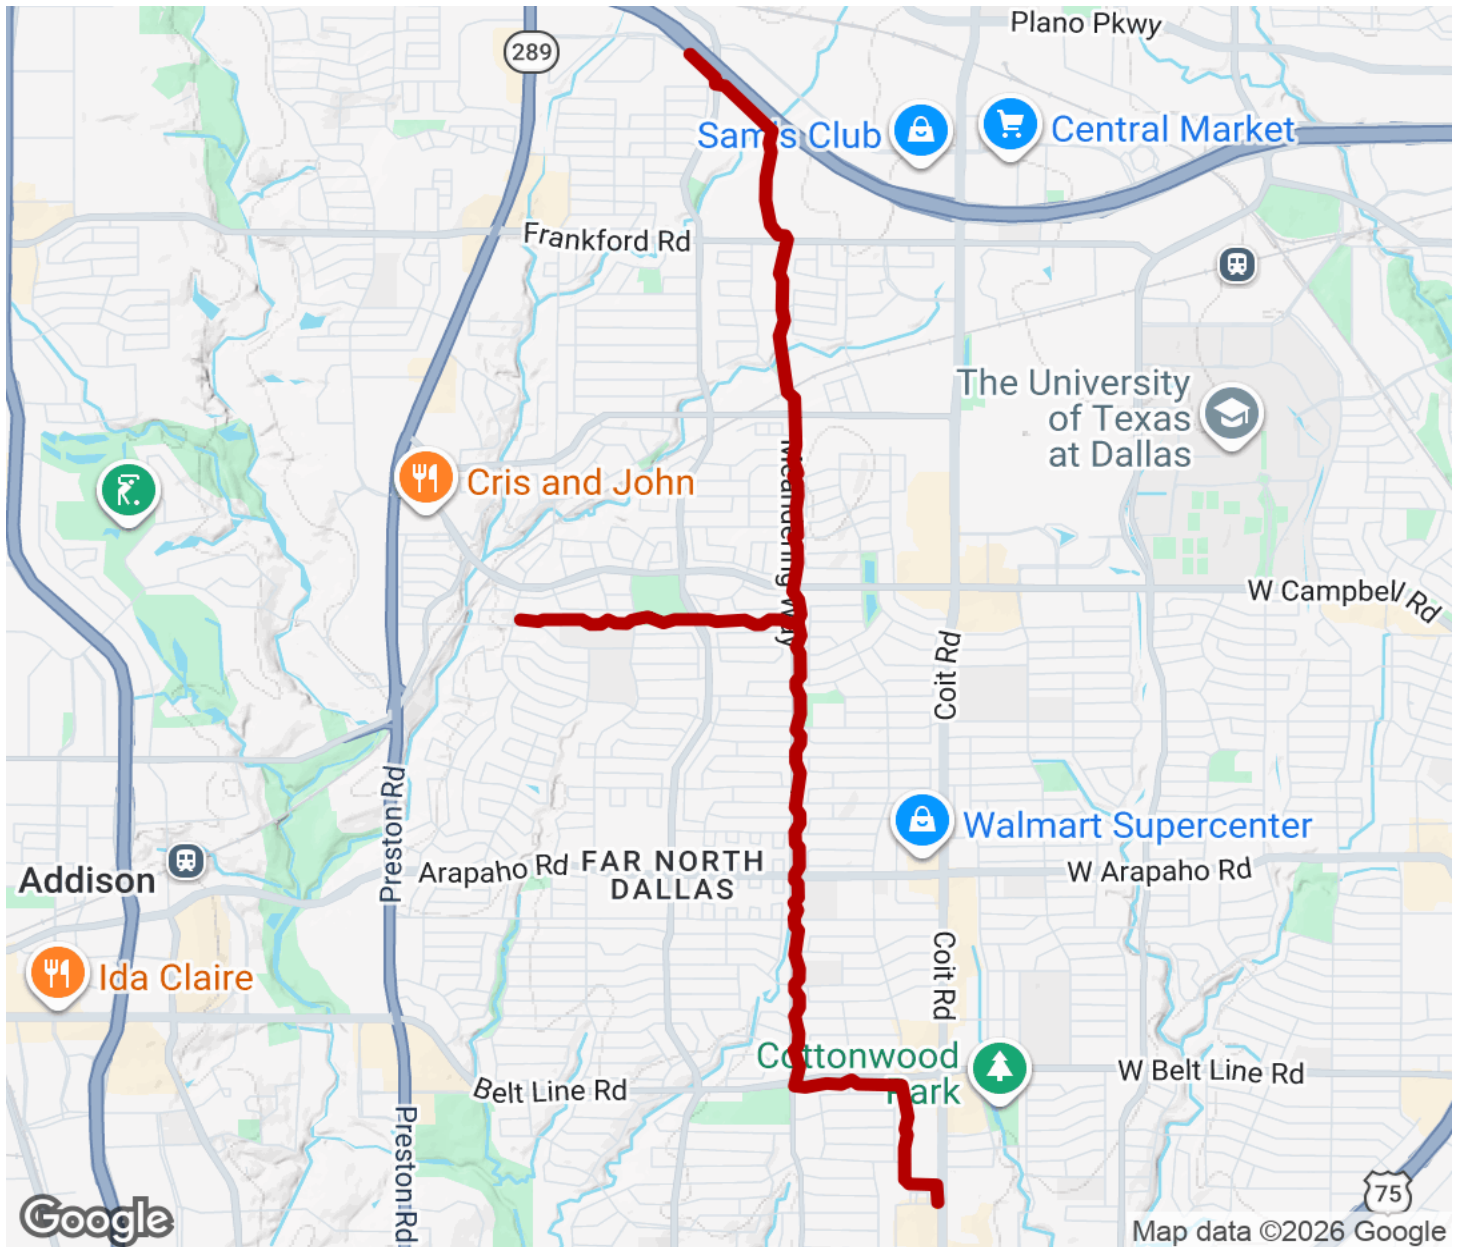 Plano Pkwy
289
Sam's Club
Central Market
Frankford Rd
The University
of Texas
at Dallas
Cris and John
Meandering Way
W Campbell Rd
Coit Rd
Preston Rd
Walmart Supercenter
Arapaho Rd
FAR NORTH
DALLAS
W Arapaho Rd
Addison
Ida Claire
Coit Rd
Cottonwood
Park
W Belt Line Rd
Belt Line Rd
Preston Rd
75
Google
Map data ©2026 Google